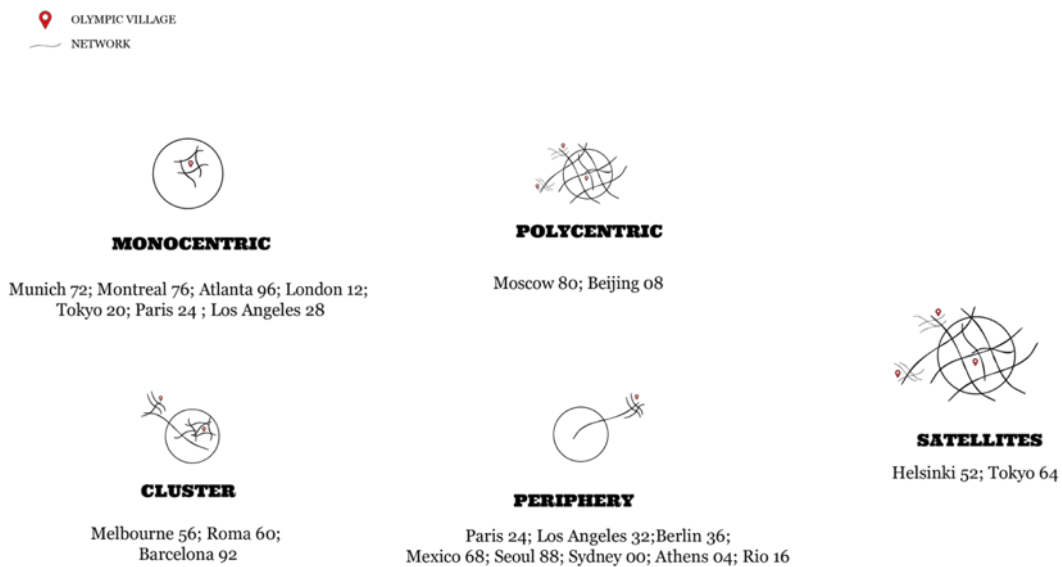 OLYMPIC VILLAGE
NETWORK
MONOCENTRIC
Munich 72; Montreal 76; Atlanta 96; London 12;
Tokyo 20; Paris 24 ; Los Angeles 28
POLYCENTRIC
Moscow 80; Beijing 08
SATELLITES
Helsinki 52; Tokyo 64
CLUSTER
Melbourne 56; Roma 60;
Barcelona 92
PERIPHERY
Paris 24; Los Angeles 32;Berlin 36;
Mexico 68; Seoul 88; Sydney 00; Athens 04; Rio 16